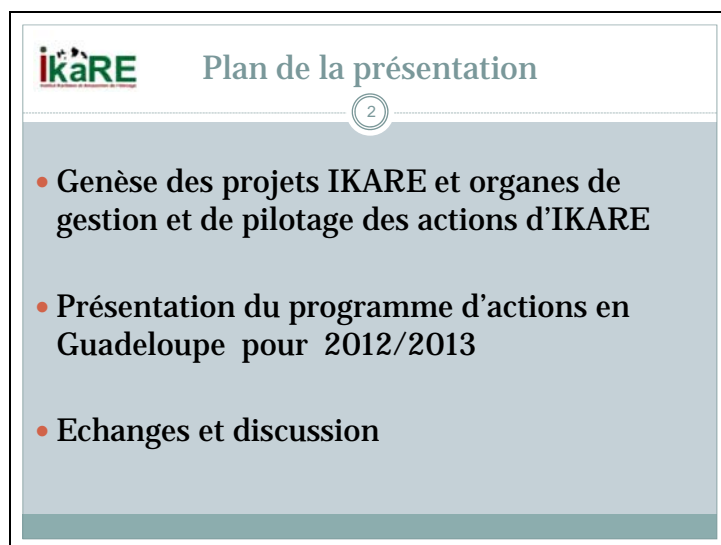 ikaRE
Plan de la présentation
2
• Genèse des projets IKARE et organes de
gestion et de pilotage des actions d'IKARE
• Présentation du programme d'actions en
Guadeloupe pour 2012/2013
• Echanges et discussion